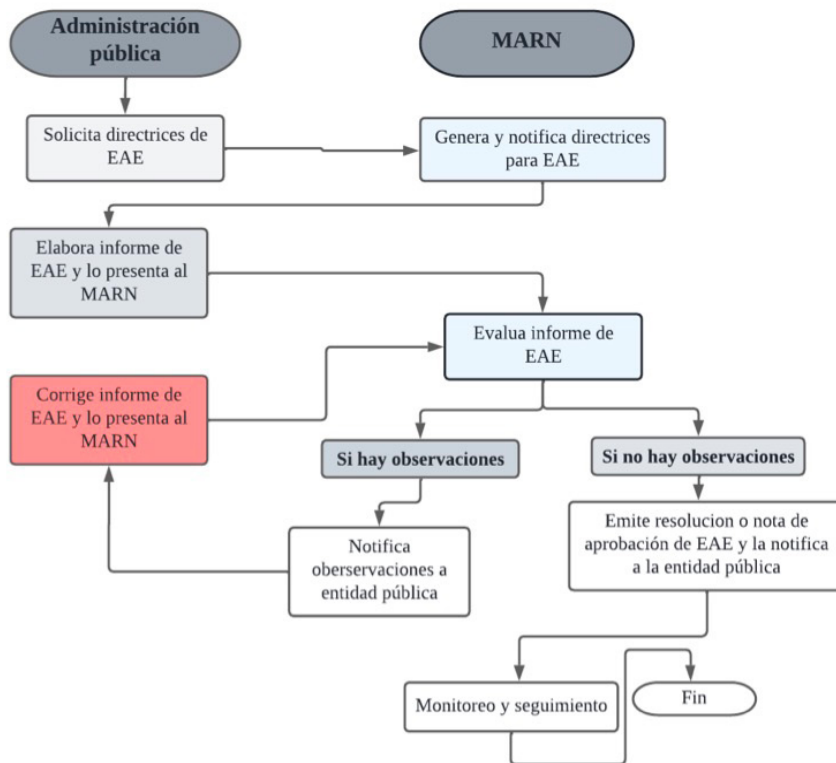 Administración
pública
MARN
Solicita directrices de
EAE
Genera y notifica directrices
para EAE
Elabora informe de
EAE y lo presenta al
MARN
Evalua informe de
EAE
Corrige informe de
EAE y lo presenta al
MARN
Si hay observaciones
Si no hay observaciones
Notifica
oberservaciones a
entidad pública
Emite resolucion o nota de
aprobación de EAE y la notifica
a la entidad pública
Monitoreo y seguimiento
Fin